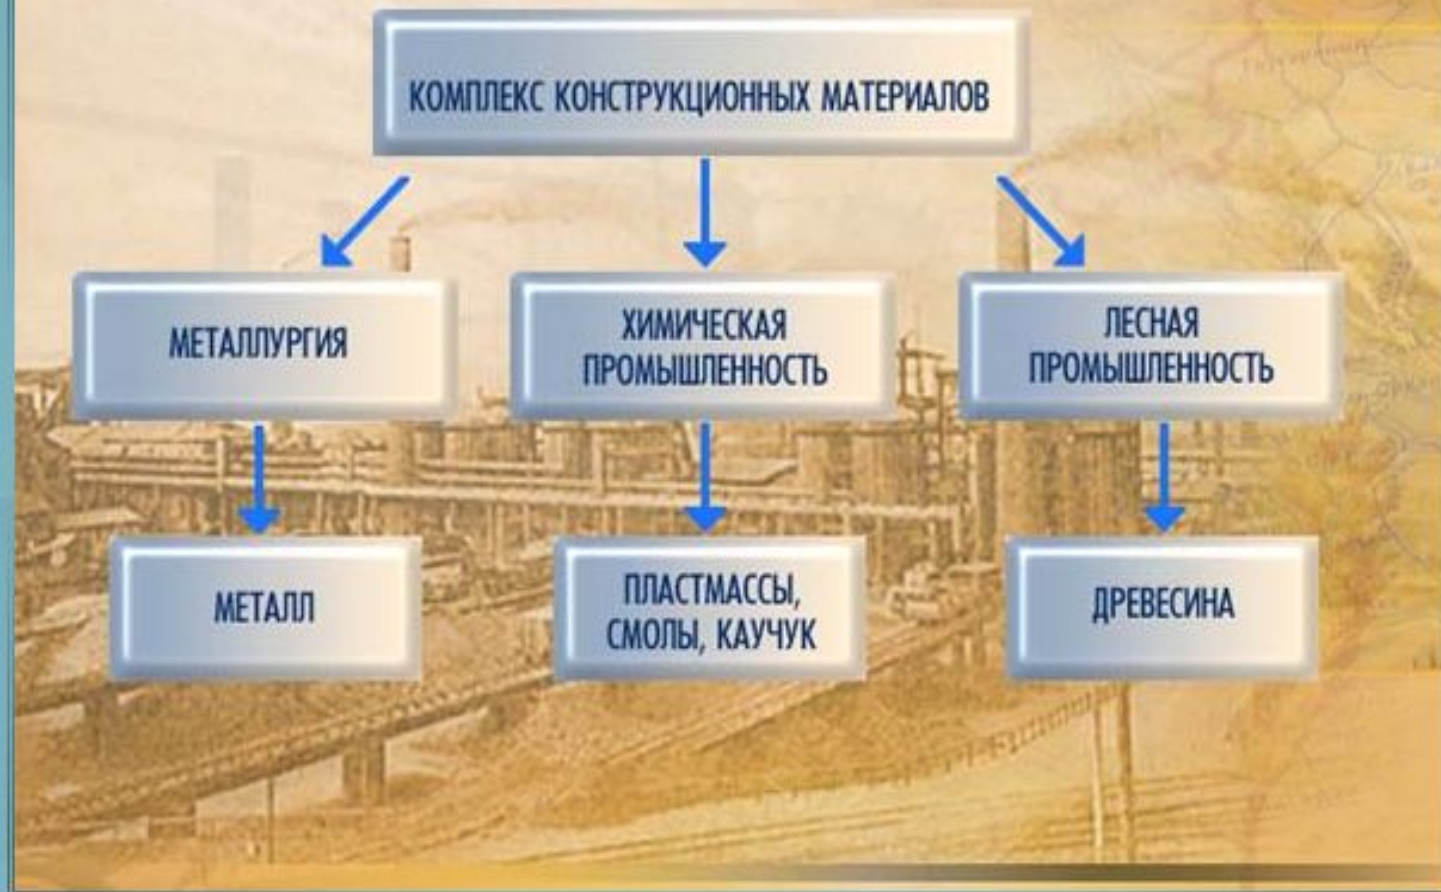 КОМПЛЕКС КОНСТРУКЦИОННЫХ МАТЕРИАЛОВ
МЕТАЛЛУРГИЯ
ХИМИЧЕСКАЯ
ПРОМЫШЛЕННОСТЬ
ЛЕСНАЯ
ПРОМЫШЛЕННОСТЬ
МЕТАЛЛ
ПЛАСТМАССЫ,
СМОЛЫ, КАУЧУК
ДРЕВЕСИНА